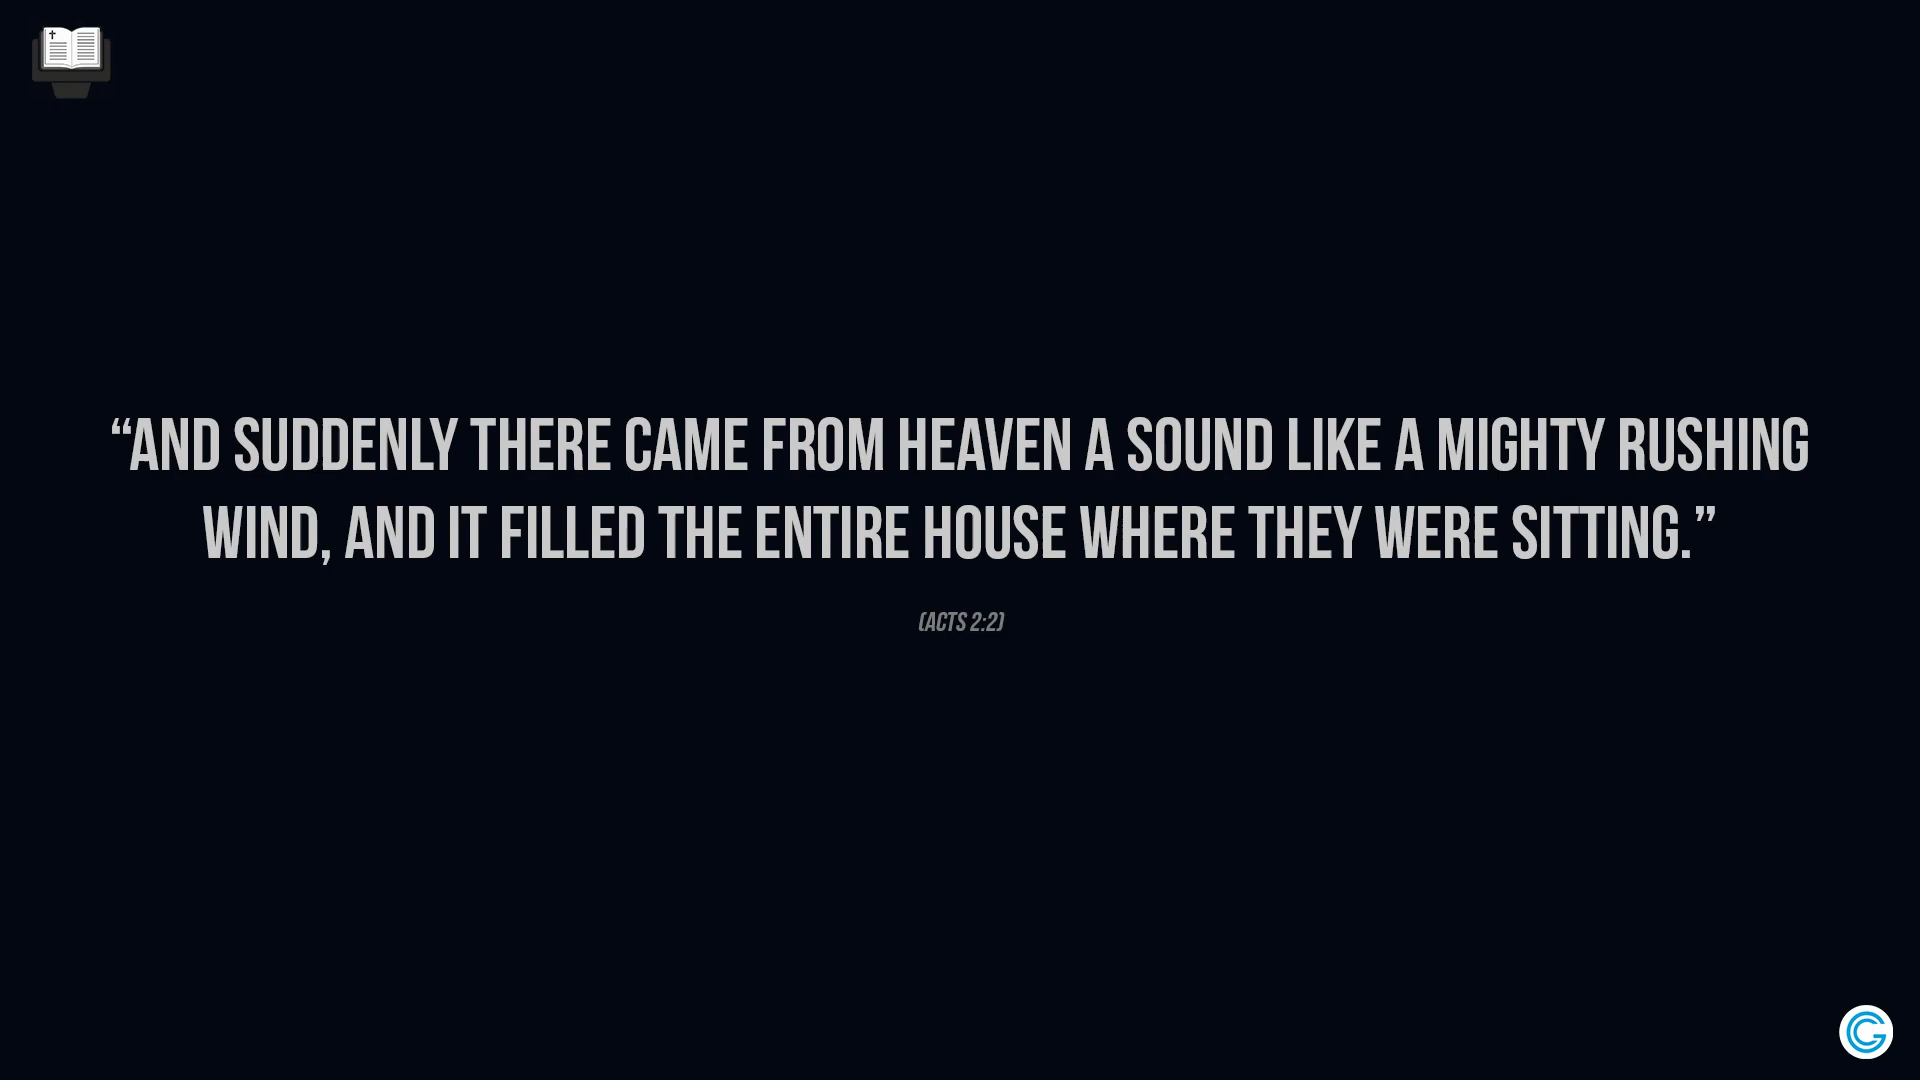 “AND SUDDENLY THERE CAME FROM HEAVEN A SOUND LIKE A MIGHTY RUSHING
WIND, AND IT FILLED THE ENTIRE HOUSE WHERE THEY WERE SITTING.”
(ACTS 2:2)